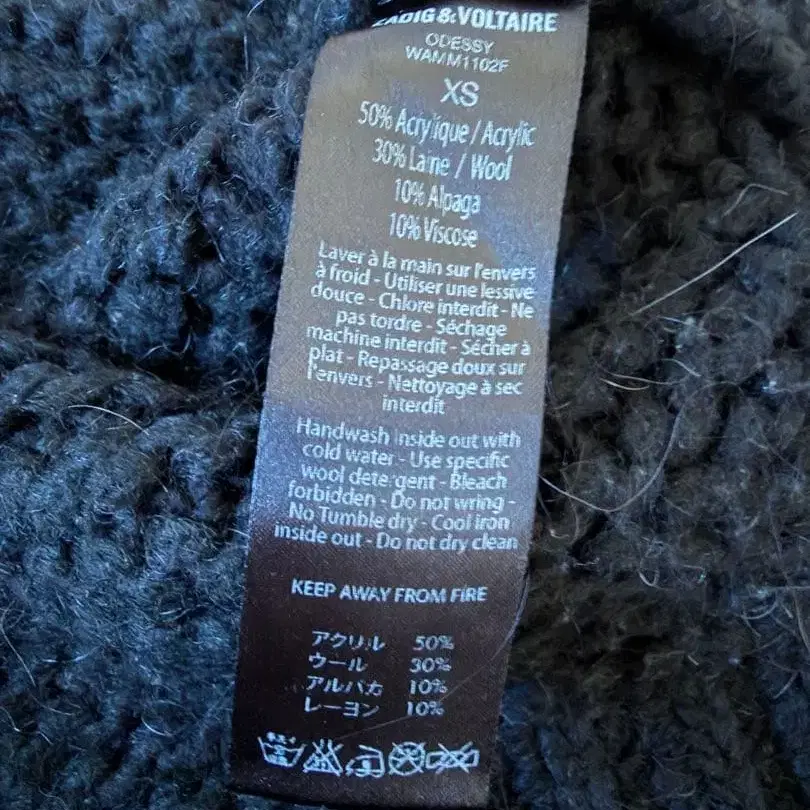 ZADIG & VOLTAIRE
ODESSY
WAMM1102F
XS
50% Acrylique / Acrylic
30% Laine / Wool
10% Alpaga
10% Viscose
Laver à la main sur l'envers
à froid - Utiliser une lessive
douce - Chlore interdit - Ne
pas tordre - Séchage
machine interdit - Sécher à
plat - Repassage doux sur
l'envers - Nettoyage à sec
interdit
Handwash inside out with
cold water - Use specific
wool detergent - Bleach
forbidden - Do not wring -
No Tumble dry - Cool iron
inside out - Do not dry clean
KEEP AWAY FROM FIRE
アクリル 50%
ウール 30%
アルパカ 10%
レーヨン 10%